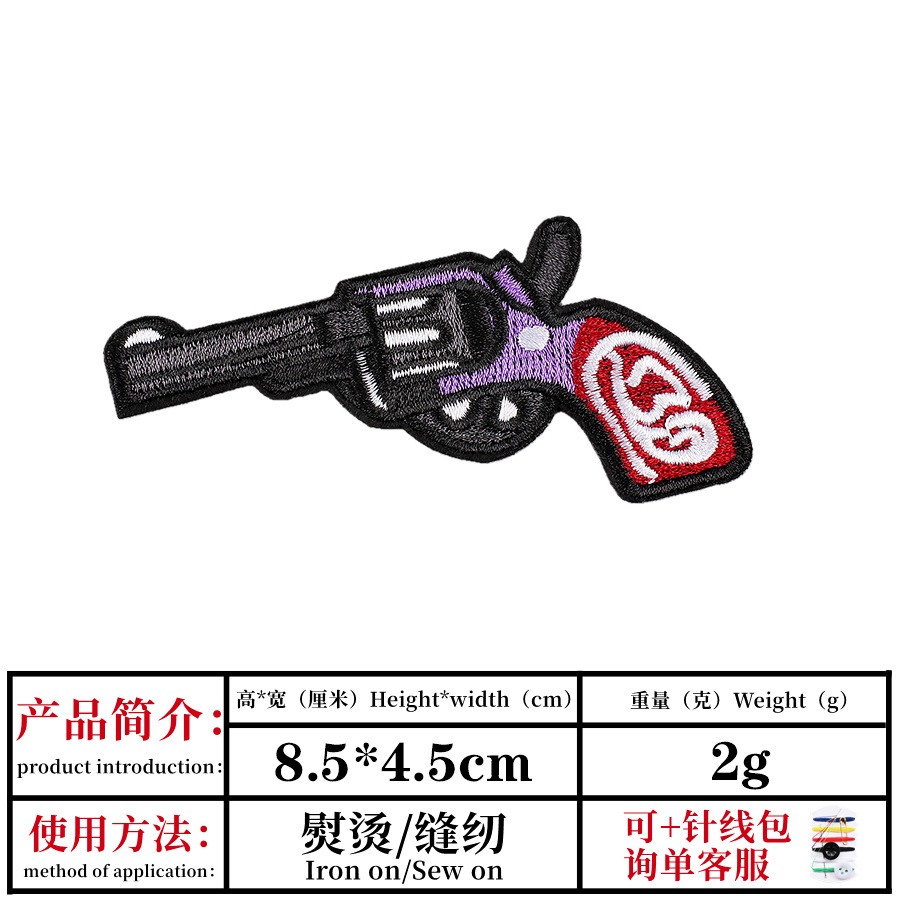 产品简介：
product introduction:
高*宽（厘米）Height*width（cm）
8.5*4.5cm
重量（克）Weight（g）
2g
使用方法：
method of application：
熨烫/缝纫
Iron on/Sew on
可+针线包
询单客服